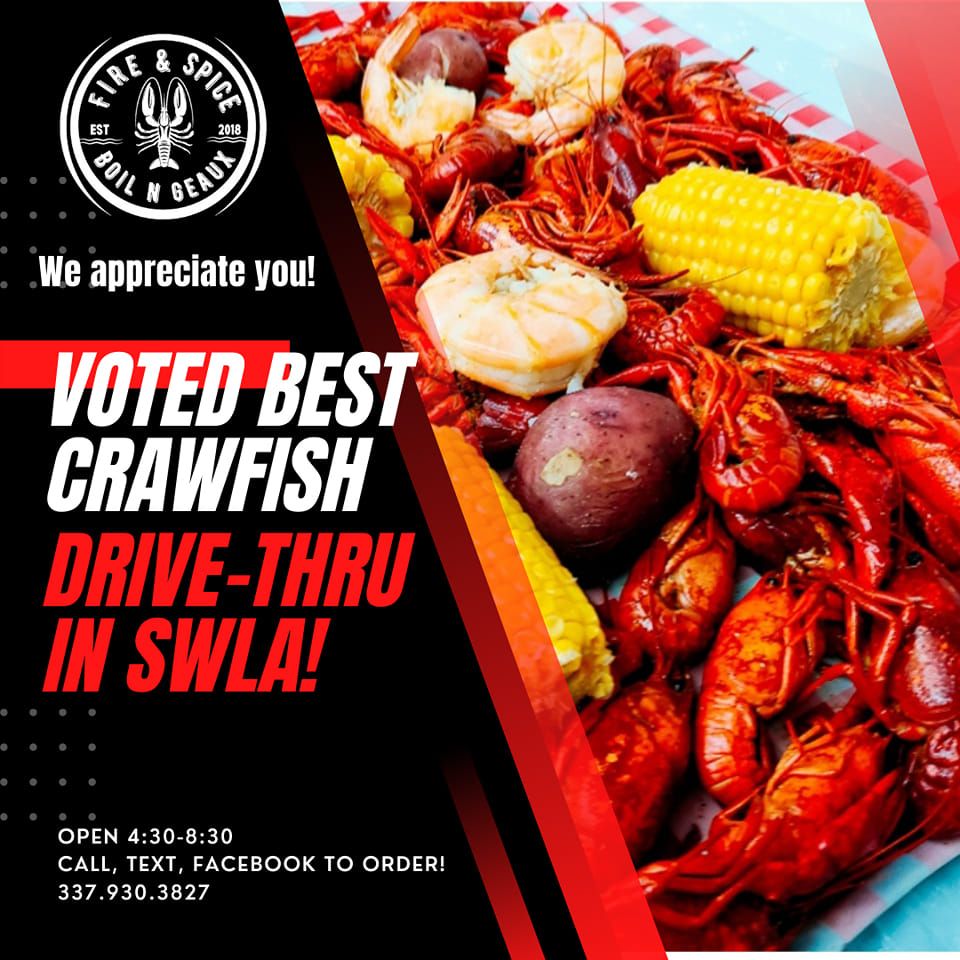 FIRE & SPICE
EST 2018
BOIL N GEAUX
We appreciate you!
VOTED BEST
CRAWFISH
DRIVE-THRU
IN SWLA!
OPEN 4:30-8:30
CALL, TEXT, FACEBOOK TO ORDER!
337.930.3827